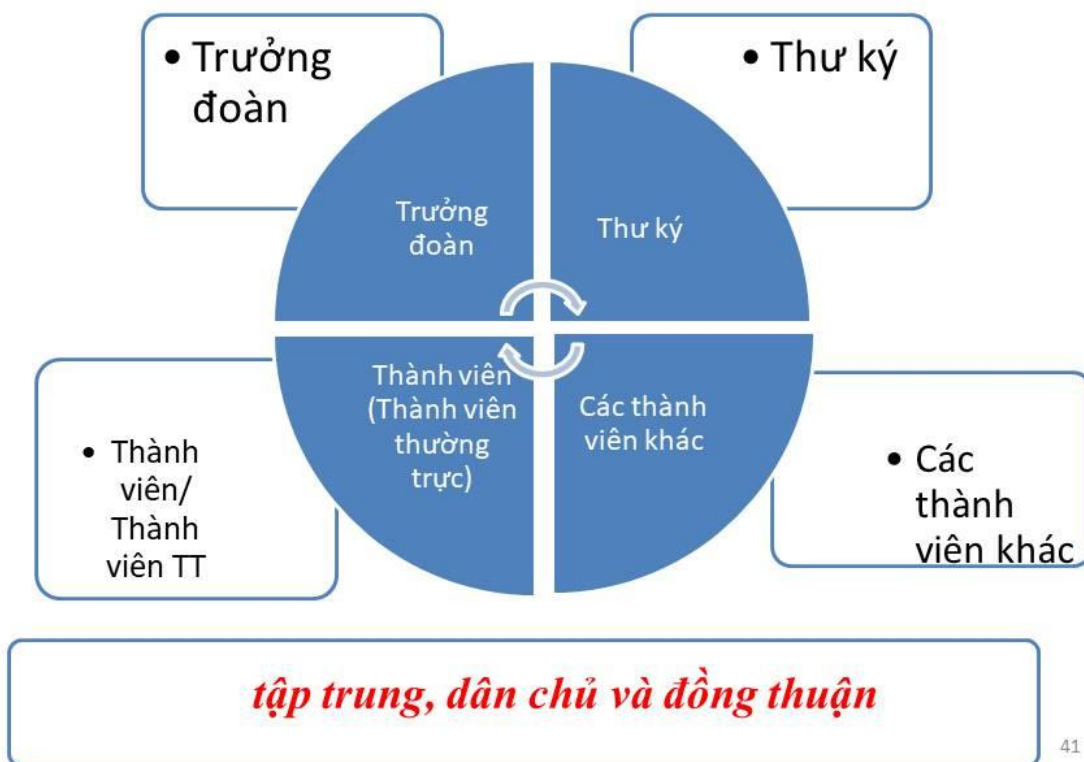 • Trưởng
đoàn
• Thư ký
Trưởng
đoàn
Thư ký
Thành viên
(Thành viên
thường
trực)
Các thành
viên khác
• Thành
viên/
Thành
viên TT
• Các
thành
viên khác
tập trung, dân chủ và đồng thuận
41